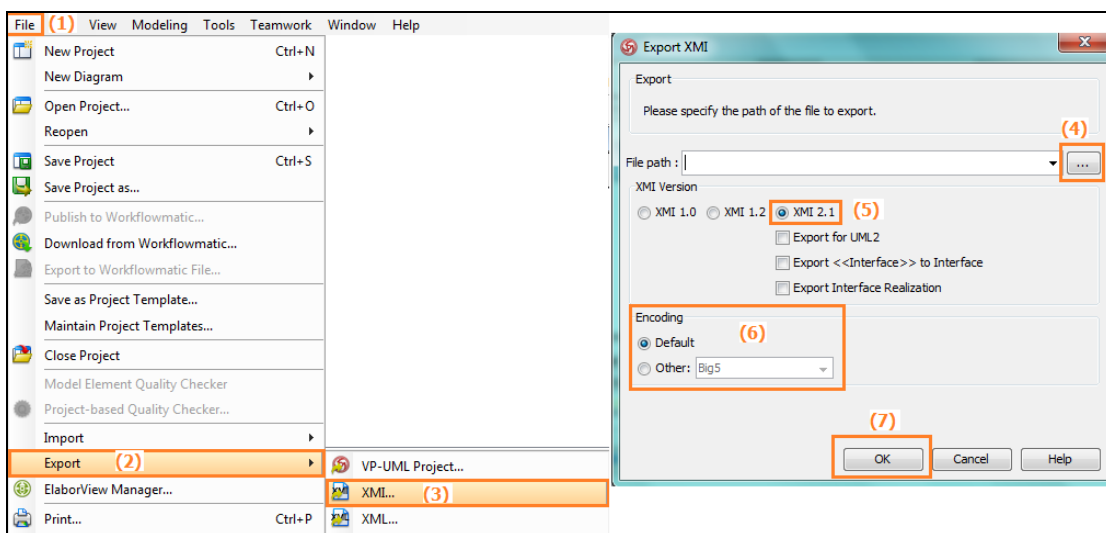 File (1) View Modeling Tools Teamwork Window Help
New Project Ctrl+N
New Diagram
Open Project... Ctrl+O
Reopen
Save Project Ctrl+S
Save Project as...
Publish to Workflowmatic...
Download from Workflowmatic...
Export to Workflowmatic File...
Save as Project Template...
Maintain Project Templates...
Close Project
Model Element Quality Checker
Project-based Quality Checker...
Import
Export (2)
ElaborView Manager...
Print... Ctrl+P
VP-UML Project...
XMI... (3)
XML...
Export XMI
Export
Please specify the path of the file to export.
(4)
File path : ...
XMI Version
XMI 1.0 XMI 1.2 XMI 2.1 (5)
Export for UML2
Export <<Interface>> to Interface
Export Interface Realization
Encoding
(6)
Default
Other: Big5
(7)
OK Cancel Help